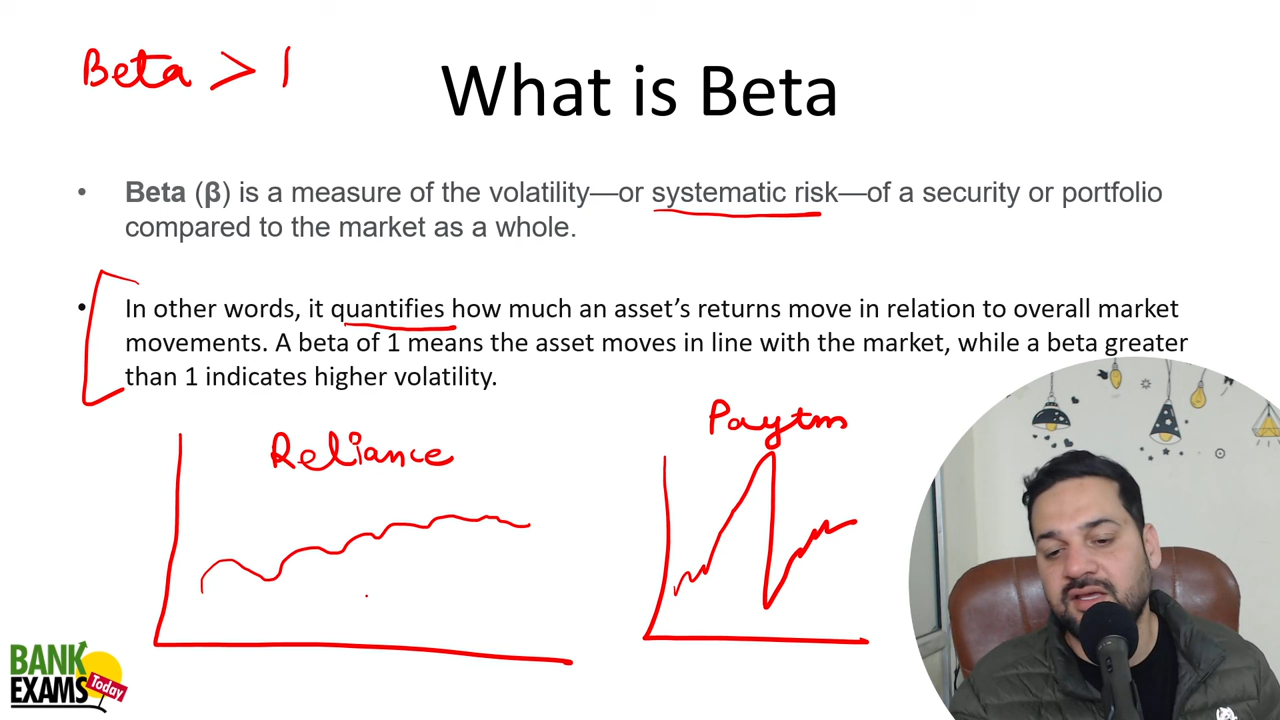 Beta > 1
What is Beta
• Beta (β) is a measure of the volatility—or systematic risk—of a security or portfolio
compared to the market as a whole.
• In other words, it quantifies how much an asset’s returns move in relation to overall market
movements. A beta of 1 means the asset moves in line with the market, while a beta greater
than 1 indicates higher volatility.
Reliance
Paytm
BANK
EXAMS Today